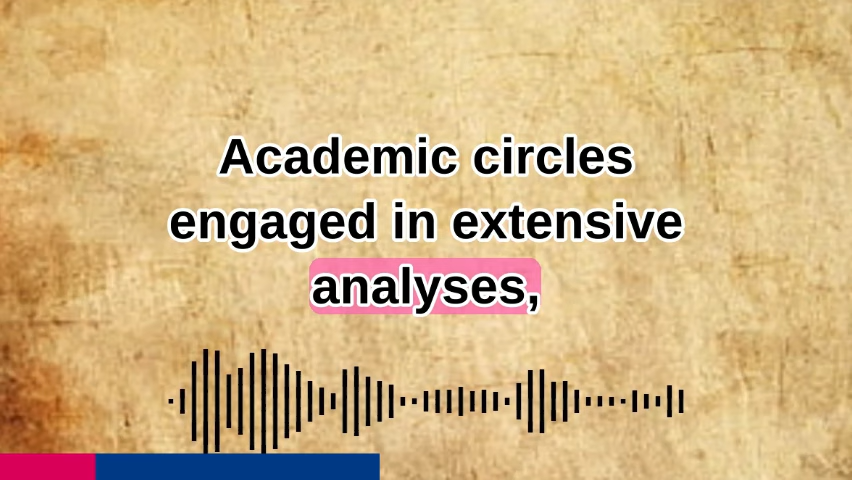 Academic circles
engaged in extensive
analyses,